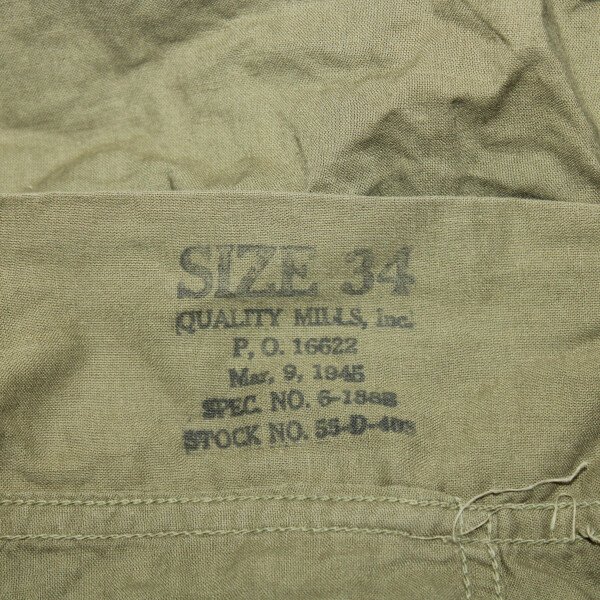 SIZE 34
QUALITY MILLS, Inc.
P, O. 16622
Mar, 9, 1945
SPEC. NO. 6-188B
STOCK NO. 55-D-408